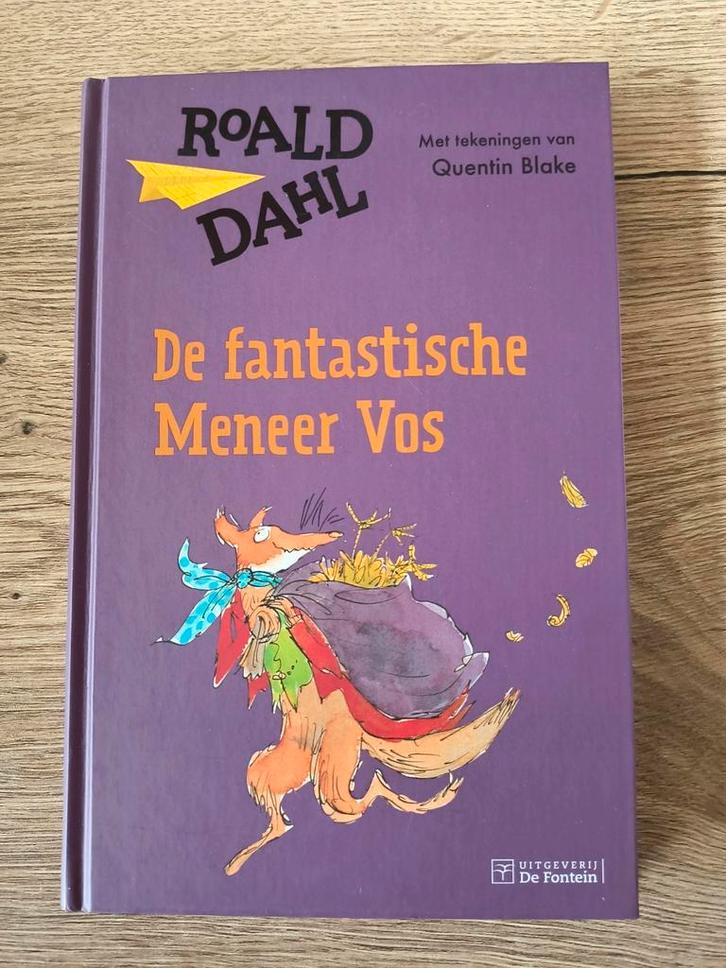 ROALD
DAHL
Met tekeningen van
Quentin Blake
De fantastische
Meneer Vos
UITGEVERIJ
De Fontein